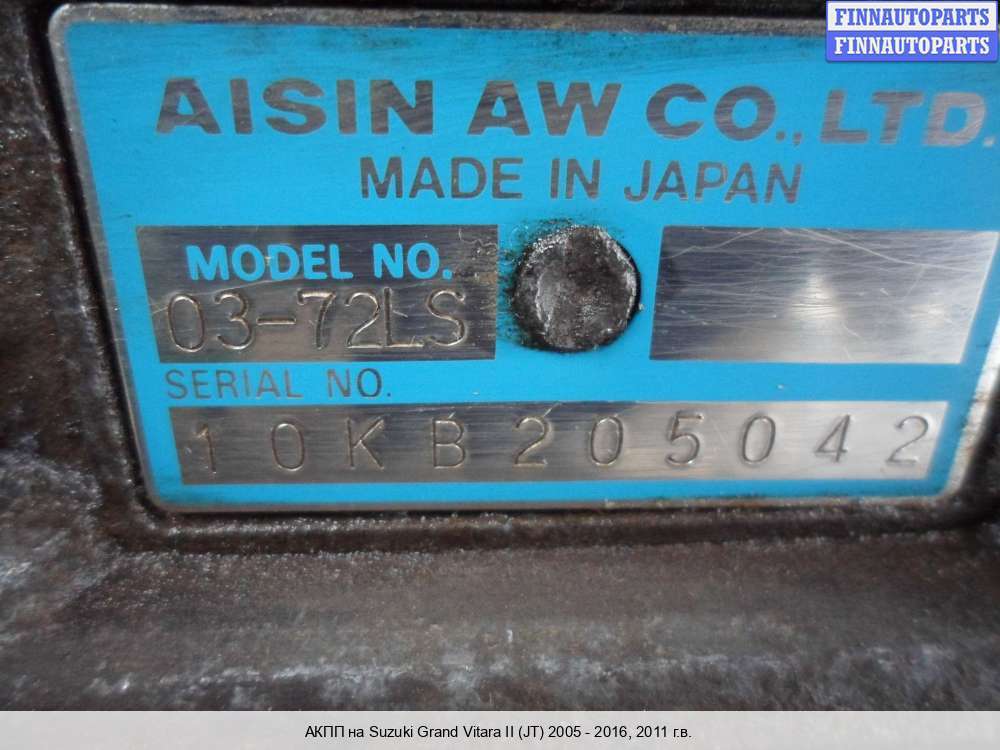 FINNAUTOPARTS
FINNAUTOPARTS
AISIN AW CO., LTD.
MADE IN JAPAN
MODEL NO.
03-72LS
SERIAL NO.
10KB205042
АКПП на Suzuki Grand Vitara II (JT) 2005 - 2016, 2011 г.в.